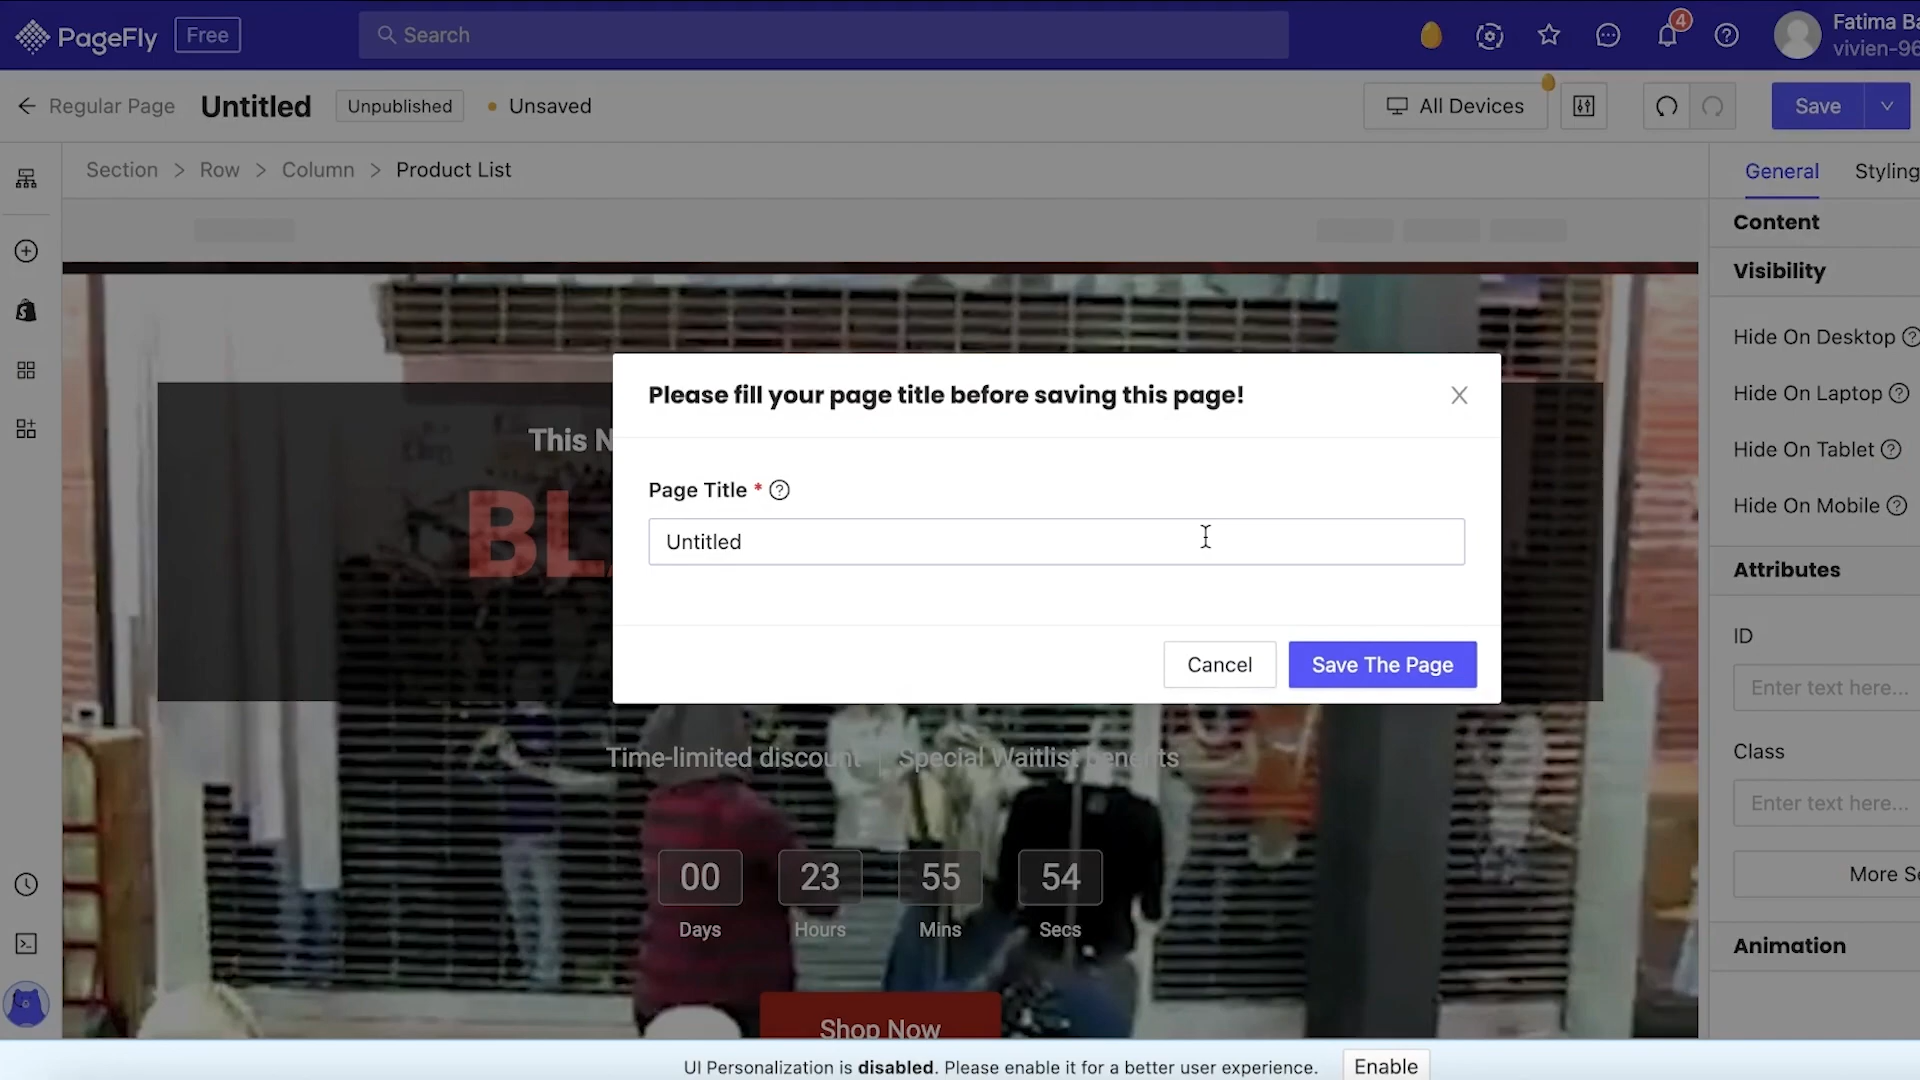 PageFly
Free
Search
4
Fatima Ba
vivien-96
Regular Page
Untitled
Unpublished
Unsaved
All Devices
Save
Section > Row > Column > Product List
General
Styling
Content
Visibility
Hide On Desktop
Hide On Laptop
Hide On Tablet
Hide On Mobile
Attributes
ID
Enter text here...
Class
Enter text here...
More Se
Animation
This N
BL
Please fill your page title before saving this page!
Page Title *
Untitled
Cancel
Save The Page
Time-limited discount | Special Waitlist benefits
00 23 55 54
Days Hours Mins Secs
Shop Now
UI Personalization is disabled. Please enable it for a better user experience.
Enable